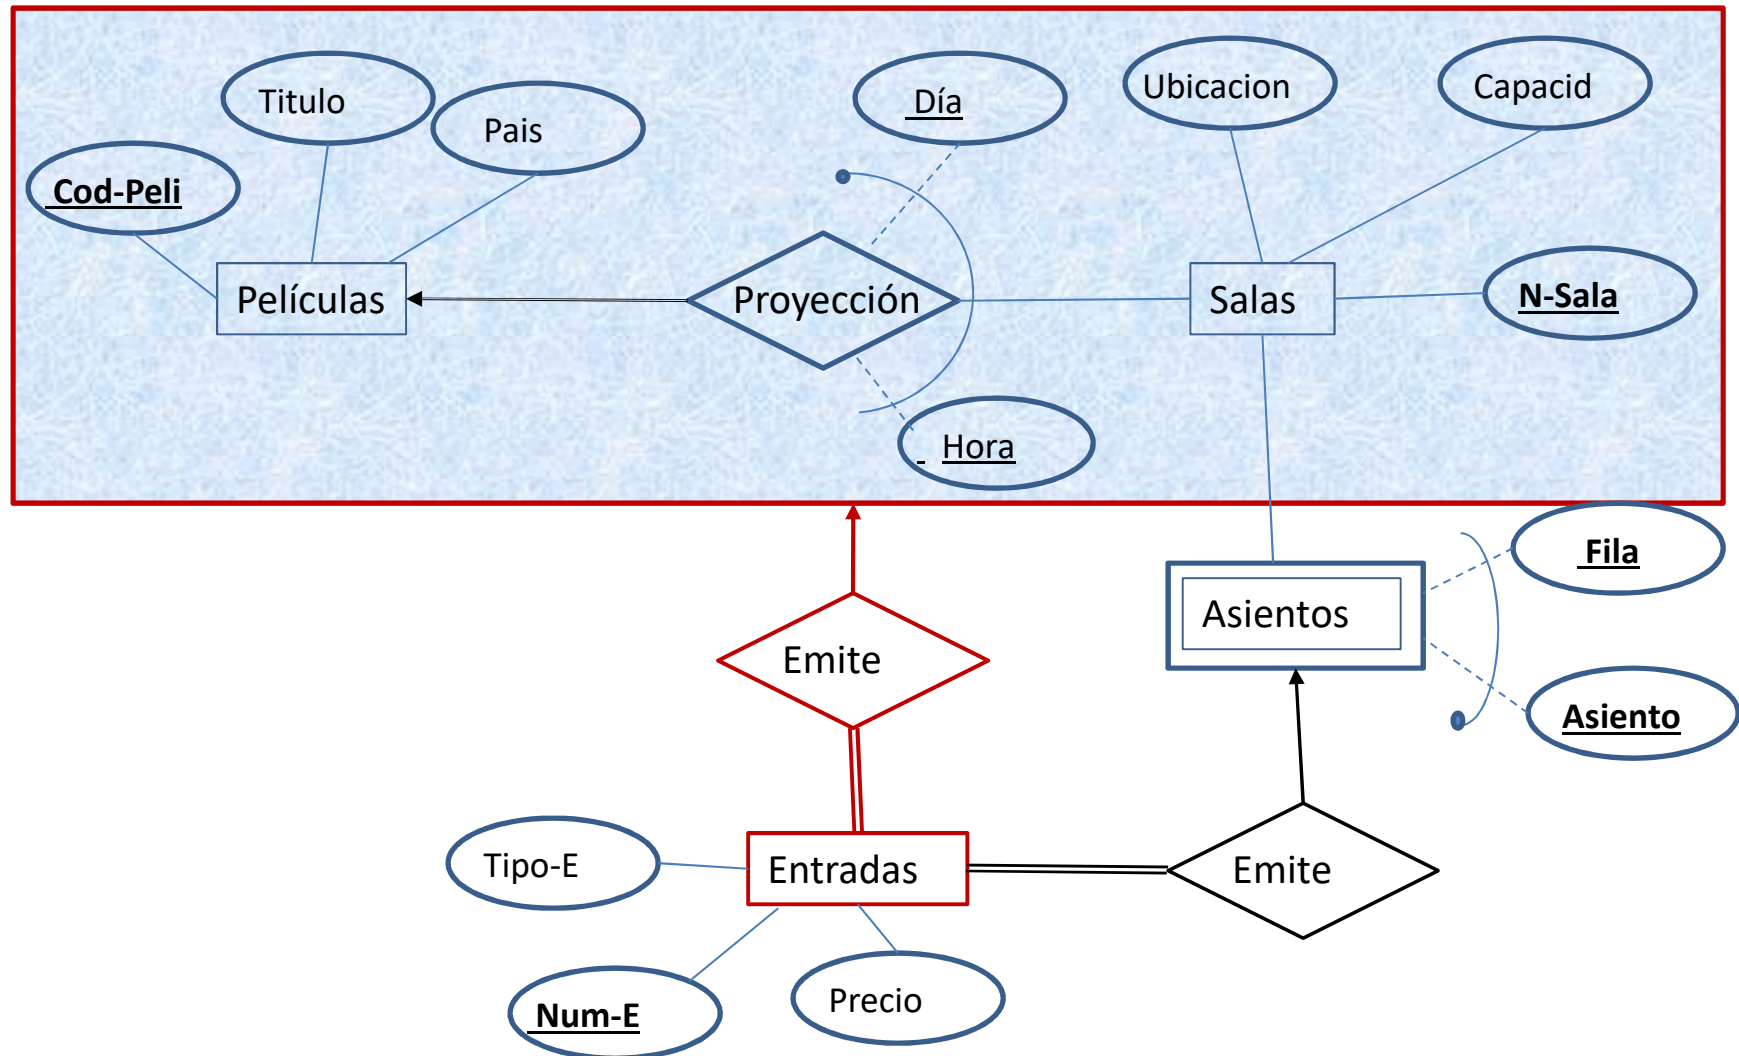 Titulo
Pais
Cod-Peli
Día
Ubicacion
Capacid
Películas
Proyección
Salas
N-Sala
Hora
Fila
Asientos
Emite
Asiento
Tipo-E
Entradas
Emite
Num-E
Precio